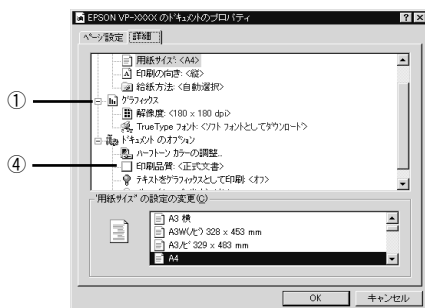 EPSON VP-XXXX のドキュメントのプロパティ
ページ設定 詳細
用紙サイズ: <A4>
印刷の向き: <縦>
給紙方法: <自動選択>
① グラフィックス
解像度: <180 x 180 dpi>
TrueType フォント: <ソフト フォントとしてダウンロード>
ドキュメントのオプション
ハーフトーン カラーの調整...
④ 印刷品質: <正式文書>
テキストをグラフィックスとして印刷: <オフ>
"用紙サイズ" の設定の変更(C)
A3 横
A3W(ノビ) 328 x 453 mm
A3ノビ 329 x 483 mm
A4
OK キャンセル